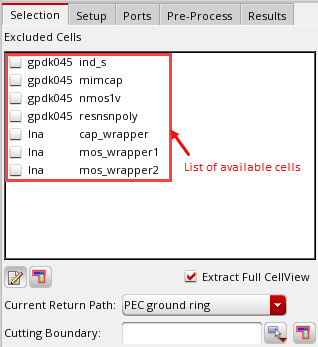 Selection Setup Ports Pre-Process Results
Excluded Cells
gpdk045 ind_s
gpdk045 mimcap
gpdk045 nmos1v
gpdk045 resnsnpoly
lna cap_wrapper
lna mos_wrapper1
lna mos_wrapper2
List of available cells
Extract Full CellView
Current Return Path: PEC ground ring
Cutting Boundary: